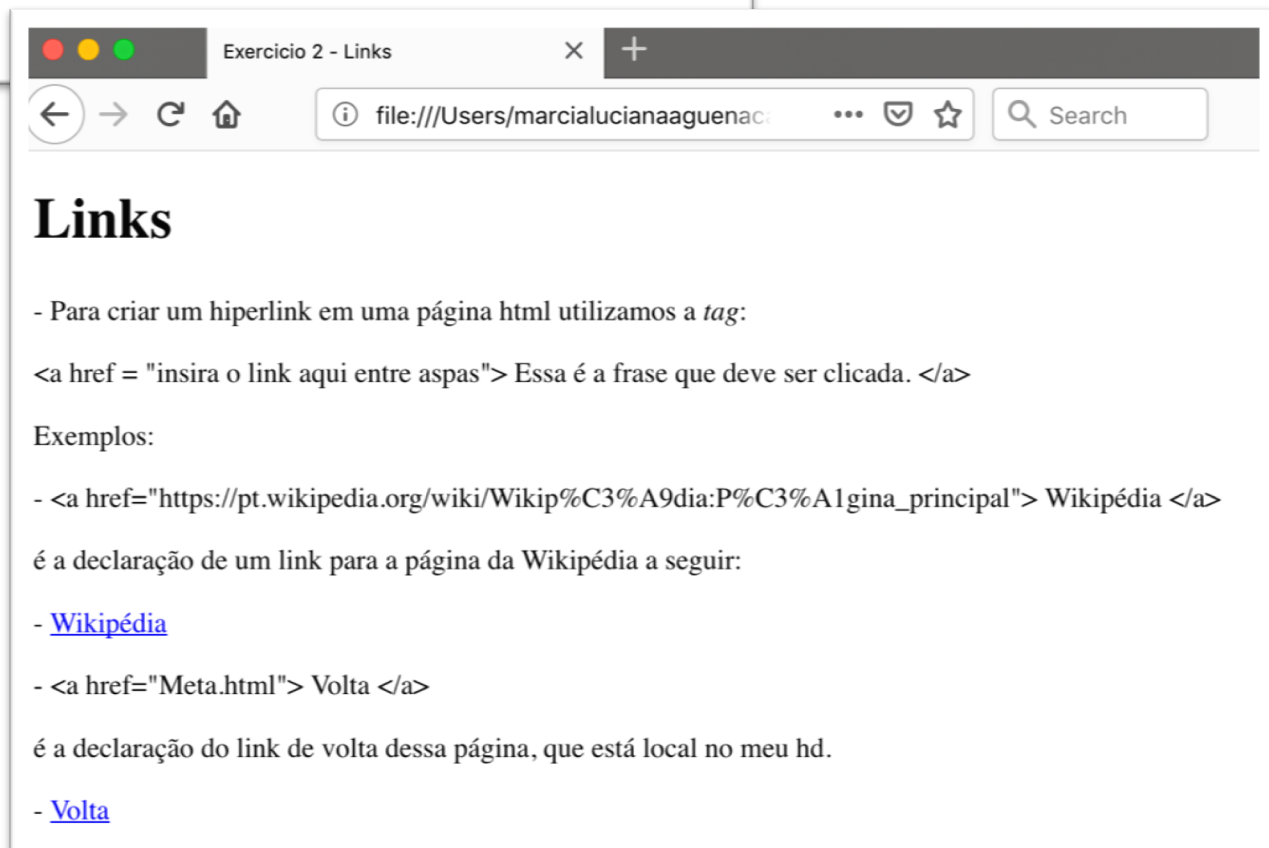 Exercicio 2 - Links
file:///Users/marcialucianaaguenaca
Search
Links
- Para criar um hiperlink em uma página html utilizamos a tag:
<a href = "insira o link aqui entre aspas"> Essa é a frase que deve ser clicada. </a>
Exemplos:
- <a href="https://pt.wikipedia.org/wiki/Wikip%C3%A9dia:P%C3%A1gina_principal"> Wikipédia </a>
é a declaração de um link para a página da Wikipédia a seguir:
- Wikipédia
- <a href="Meta.html"> Volta </a>
é a declaração do link de volta dessa página, que está local no meu hd.
- Volta